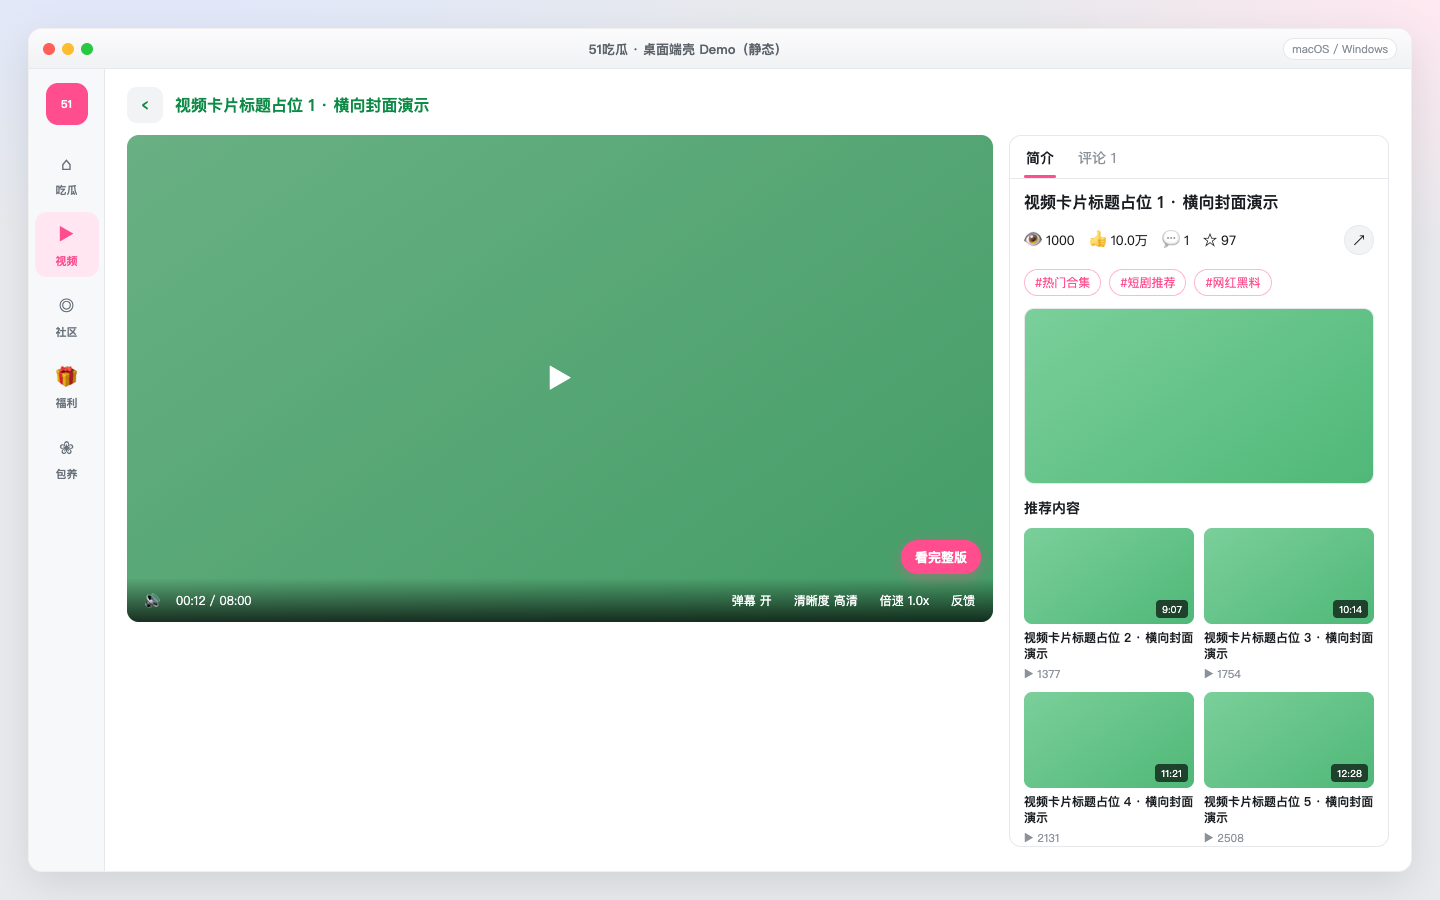 51吃瓜 · 桌面端壳 Demo（静态）
macOS / Windows
51
吃瓜
视频
社区
福利
包养
视频卡片标题占位 1 · 横向封面演示
看完整版
00:12 / 08:00
弹幕 开
清晰度 高清
倍速 1.0x
反馈
简介
评论 1
视频卡片标题占位 1 · 横向封面演示
1000
10.0万
1
97
#热门合集
#短剧推荐
#网红黑料
推荐内容
9:07
视频卡片标题占位 2 · 横向封面
演示
1377
10:14
视频卡片标题占位 3 · 横向封面
演示
1754
11:21
视频卡片标题占位 4 · 横向封面
演示
2131
12:28
视频卡片标题占位 5 · 横向封面
演示
2508